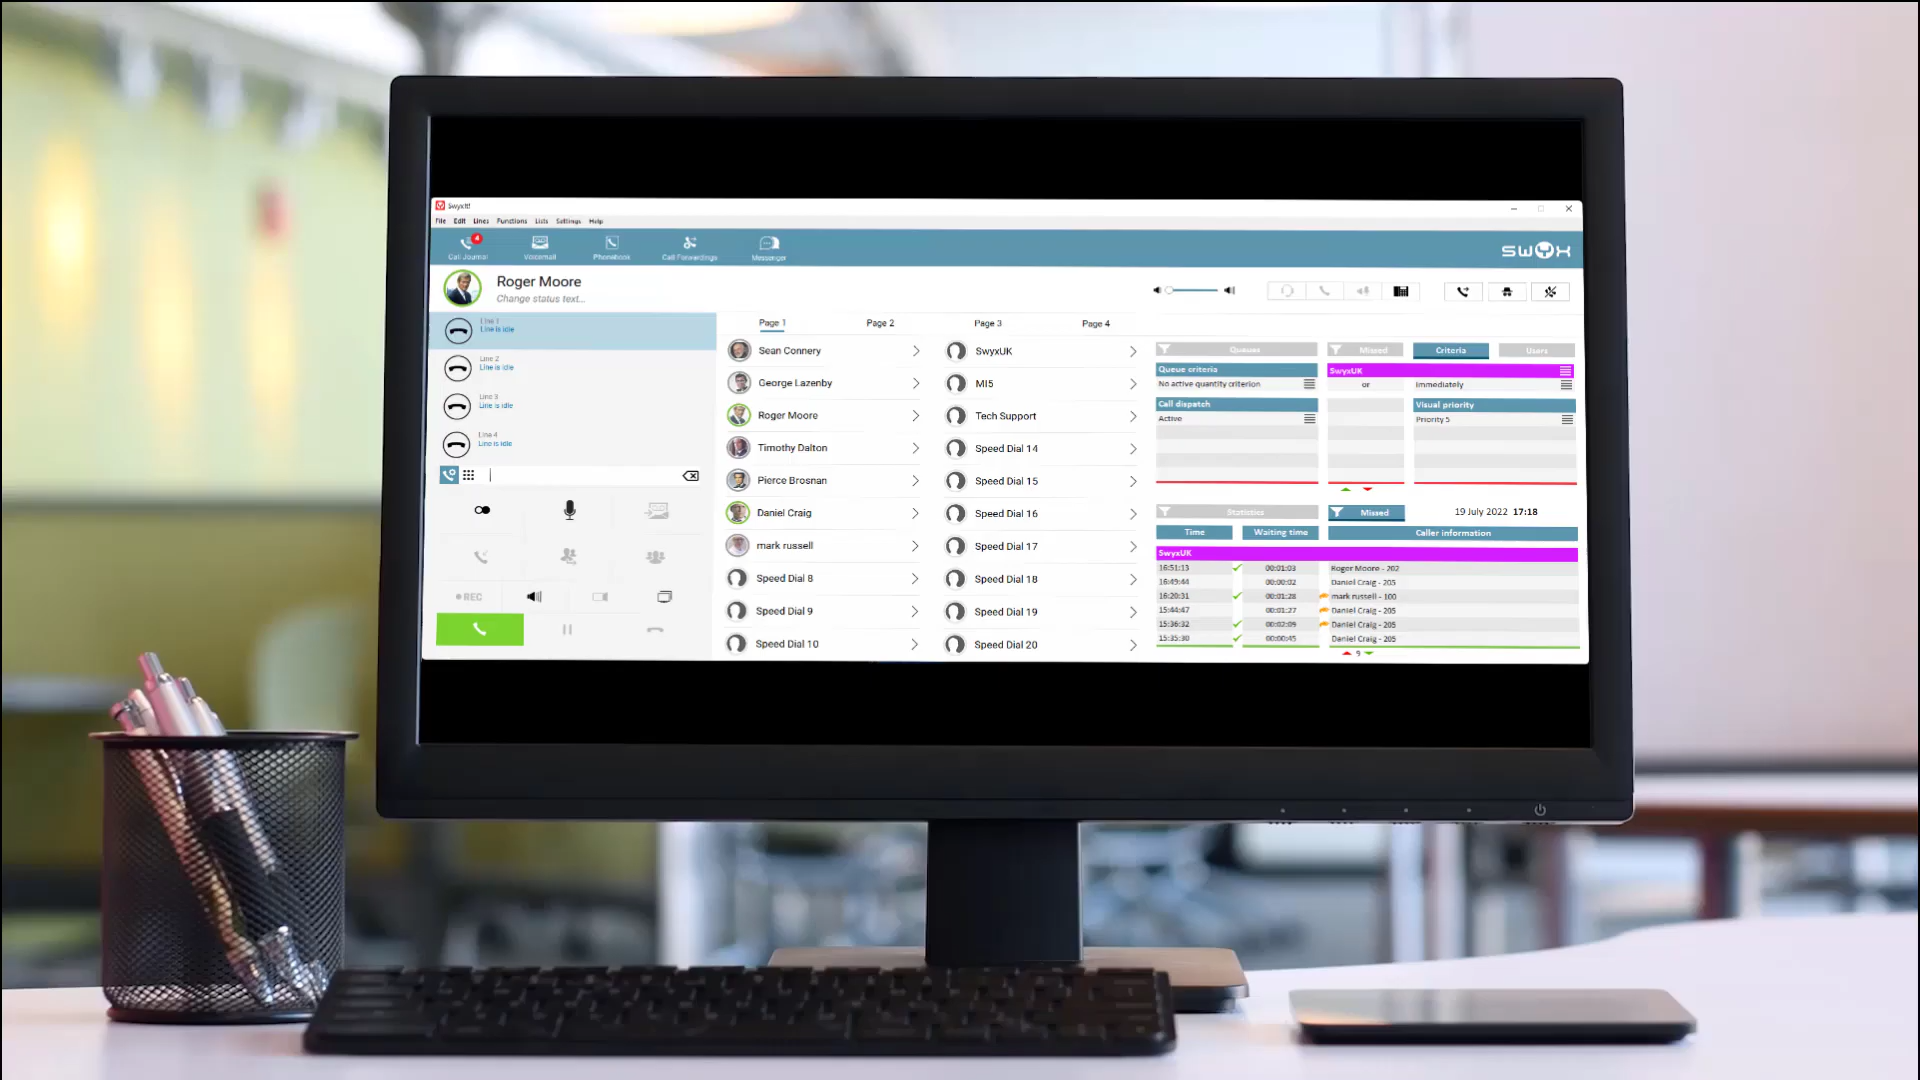 SwyxIt!
File Edit Lines Functions Lists Settings Help
4
Call Journal Voicemail Phonebook Call Forwardings Messenger
swyx
Roger Moore
Change status text...
Line 1
Line is idle
Line 2
Line is idle
Line 3
Line is idle
Line 4
Line is idle
REC
Page 1 Page 2 Page 3 Page 4
Sean Connery
George Lazenby
Roger Moore
Timothy Dalton
Pierce Brosnan
Daniel Craig
mark russell
Speed Dial 8
Speed Dial 9
Speed Dial 10
SwyxUK
MI5
Tech Support
Speed Dial 14
Speed Dial 15
Speed Dial 16
Speed Dial 17
Speed Dial 18
Speed Dial 19
Speed Dial 20
Queues Missed Criteria Users
Queue criteria SwyxUK
No active quantity criterion or Immediately
Call dispatch Visual priority
Active Priority 5
Statistics Missed 19 July 2022 17:18
Time Waiting time Caller information
SwyxUK
16:51:13 00:01:03 Roger Moore - 202
16:49:44 00:00:02 Daniel Craig - 205
16:20:31 00:01:28 mark russell - 100
15:44:47 00:01:27 Daniel Craig - 205
15:36:32 00:02:09 Daniel Craig - 205
15:35:30 00:00:45 Daniel Craig - 205
9